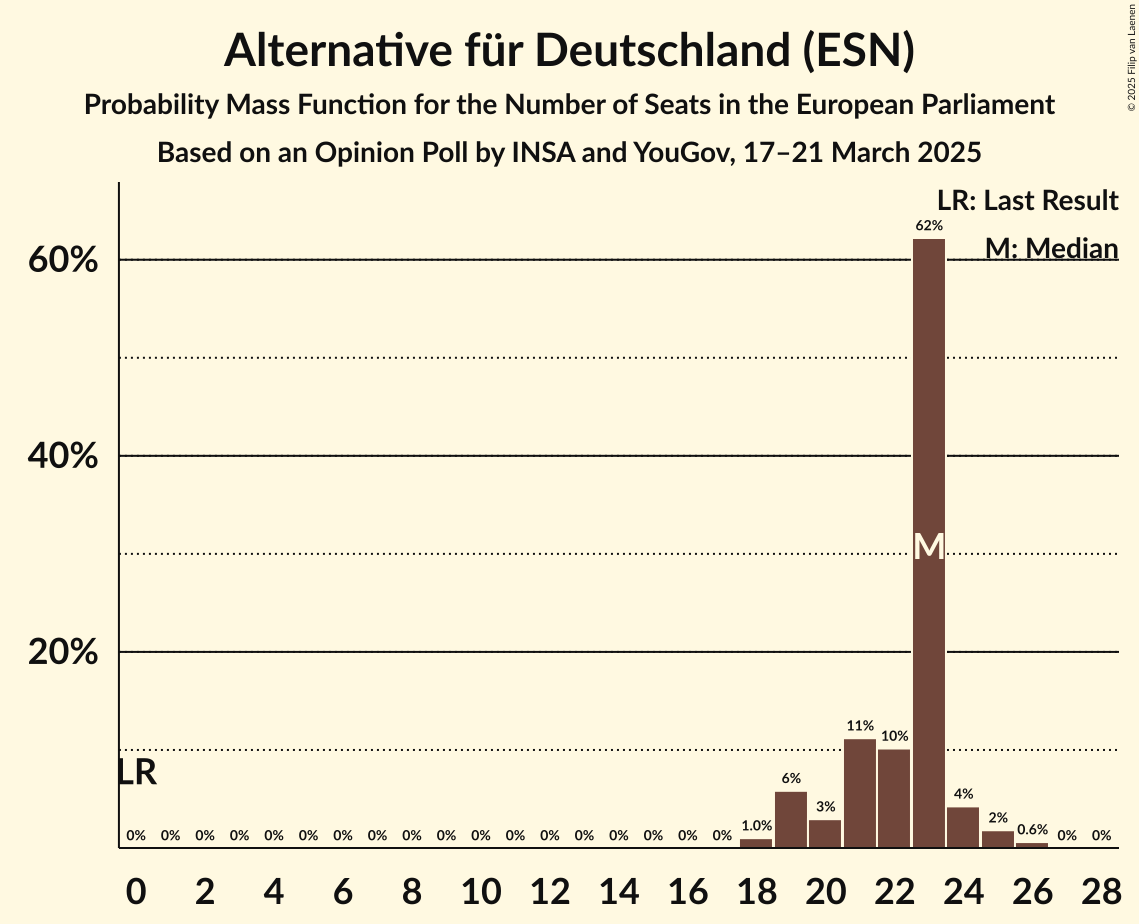 Alternative für Deutschland (ESN)
Probability Mass Function for the Number of Seats in the European Parliament
Based on an Opinion Poll by INSA and YouGov, 17–21 March 2025
© 2025 Filip van Laenen
LR: Last Result
M: Median
60%
40%
20%
62%
M
LR
0% 0% 0% 0% 0% 0% 0% 0% 0% 0% 0% 0% 0% 0% 0% 0% 0% 0% 1.0% 6% 3% 11% 10% 4% 2% 0.6% 0% 0%
0 2 4 6 8 10 12 14 16 18 20 22 24 26 28